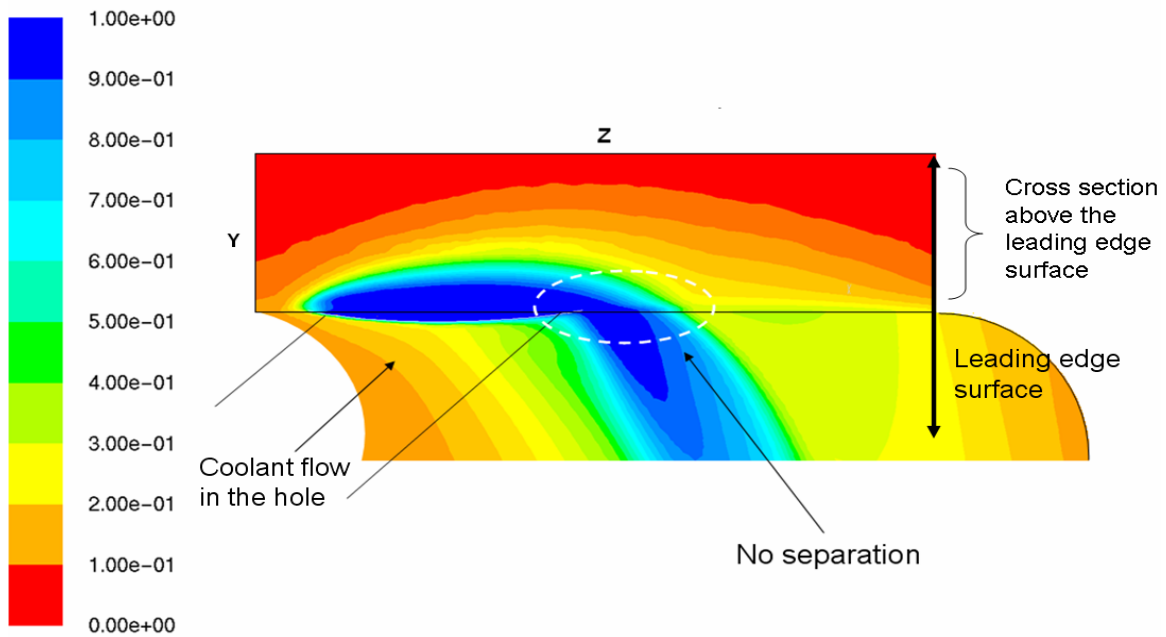 1.00e+00
9.00e−01
8.00e−01
7.00e−01
6.00e−01
5.00e−01
4.00e−01
3.00e−01
2.00e−01
1.00e−01
0.00e+00
Z
Y
Cross section
above the
leading edge
surface
Leading edge
surface
Coolant flow
in the hole
No separation